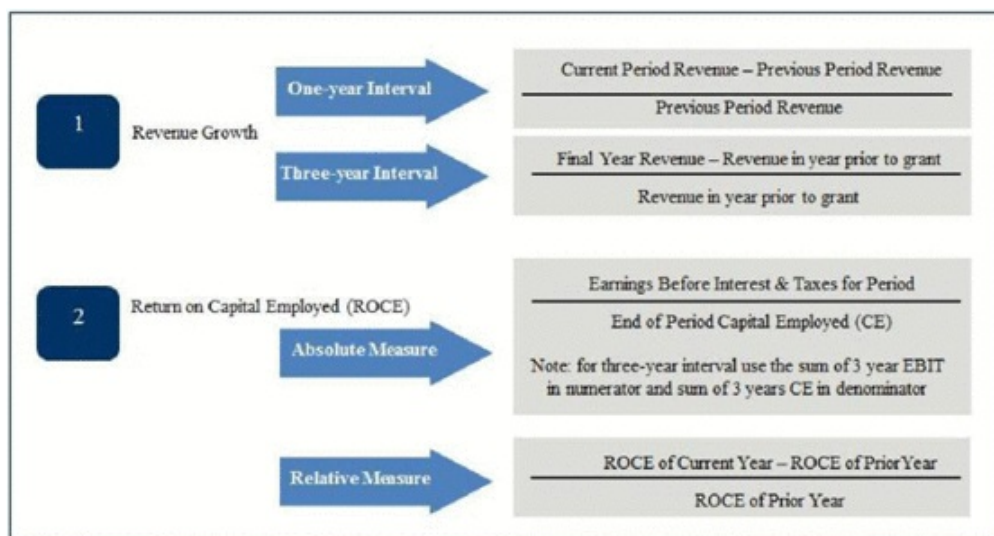 1
Revenue Growth
One-year Interval
Current Period Revenue – Previous Period Revenue
Previous Period Revenue
Three-year Interval
Final Year Revenue – Revenue in year prior to grant
Revenue in year prior to grant
2
Return on Capital Employed (ROCE)
Absolute Measure
Earnings Before Interest & Taxes for Period
End of Period Capital Employed (CE)
Note: for three-year interval use the sum of 3 year EBIT
in numerator and sum of 3 years CE in denominator
Relative Measure
ROCE of Current Year – ROCE of Prior Year
ROCE of Prior Year